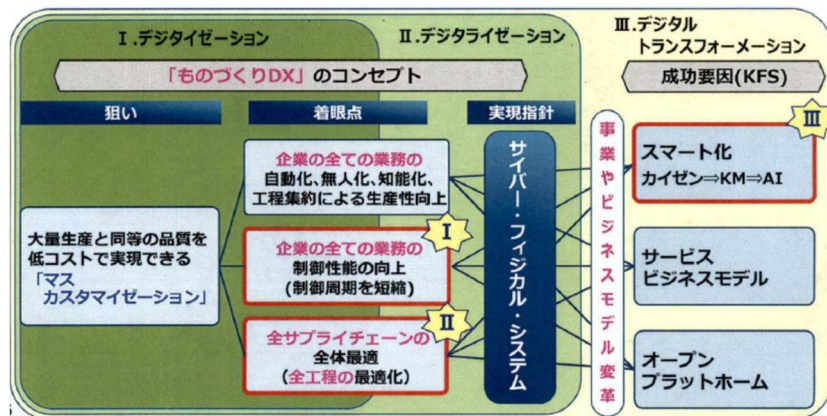 Ⅰ.デジタイゼーション
Ⅱ.デジタライゼーション
Ⅲ.デジタル
トランスフォーメーション
「ものづくりDX」のコンセプト
成功要因(KFS)
狙い
着眼点
実現指針
大量生産と同等の品質を
低コストで実現できる
「マス
カスタマイゼーション」
企業の全ての業務の
自動化、無人化、知能化、
工程集約による生産性向上
Ⅰ
企業の全ての業務の
制御性能の向上
(制御周期を短縮)
Ⅱ
全サプライチェーンの
全体最適
(全工程の最適化)
サイバー・フィジカル・システム
事業やビジネスモデル変革
Ⅲ
スマート化
カイゼン⇒KM⇒AI
サービス
ビジネスモデル
オープン
プラットホーム